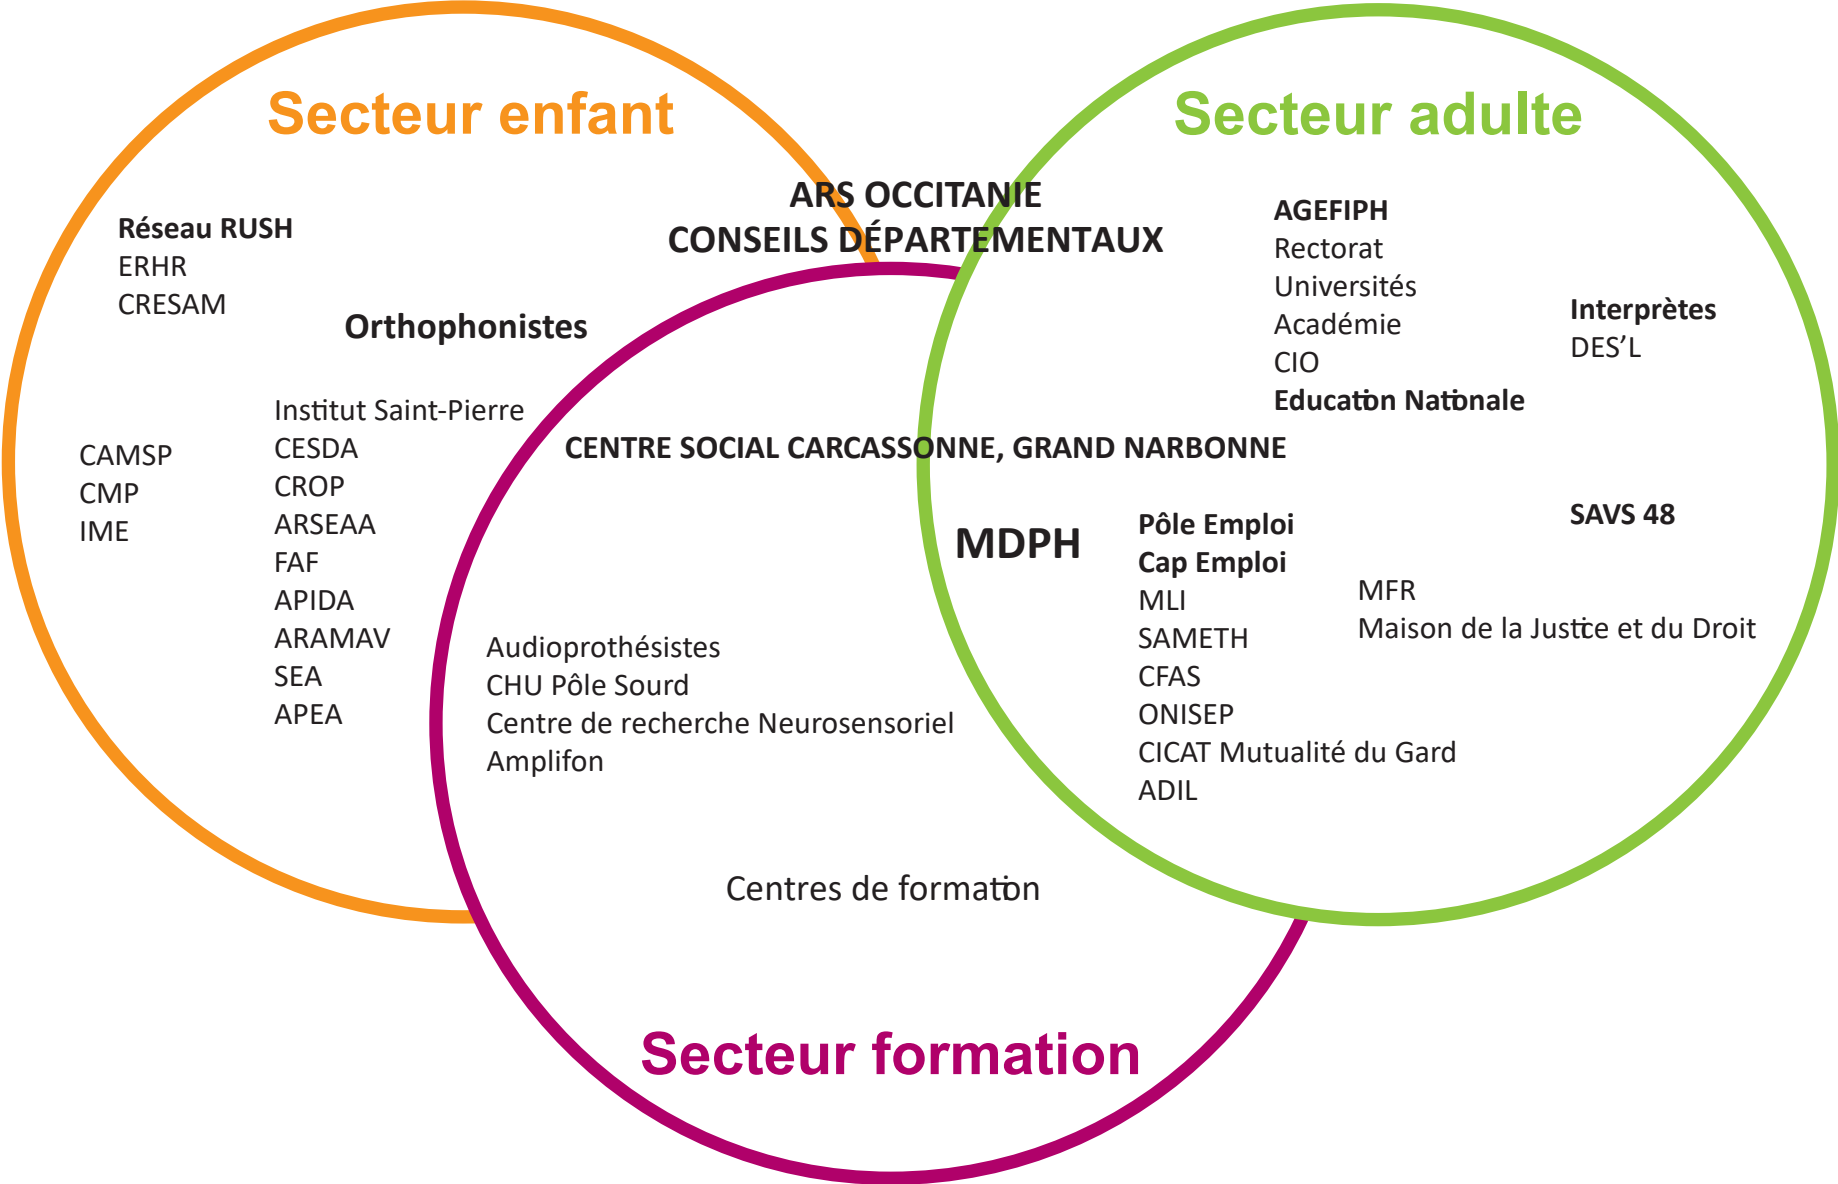 Secteur enfant
Secteur adulte
ARS OCCITANIE
CONSEILS DÉPARTEMENTAUX
Réseau RUSH
ERHR
CRESAM
Orthophonistes
AGEFIPH
Rectorat
Universités
Académie
CIO
Education Nationale
Interprètes
DES’L
CAMSP
CMP
IME
Institut Saint-Pierre
CESDA
CROP
ARSEAA
FAF
APIDA
ARAMAV
SEA
APEA
CENTRE SOCIAL CARCASSONNE, GRAND NARBONNE
MDPH
Pôle Emploi
Cap Emploi
MLI
SAMETH
CFAS
ONISEP
CICAT Mutualité du Gard
ADIL
SAVS 48
MFR
Maison de la Justice et du Droit
Audioprothésistes
CHU Pôle Sourd
Centre de recherche Neurosensoriel
Amplifon
Centres de formation
Secteur formation